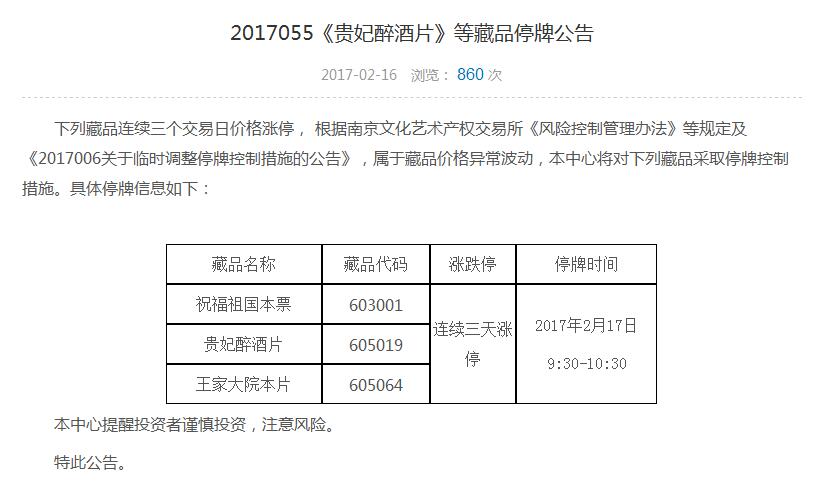 2017055《贵妃醉酒片》等藏品停牌公告
2017-02-16 浏览： 860 次
下列藏品连续三个交易日价格涨停， 根据南京文化艺术产权交易所《风险控制管理办法》等规定及
《2017006关于临时调整停牌控制措施的公告》，属于藏品价格异常波动，本中心将对下列藏品采取停牌控制
措施。具体停牌信息如下：
藏品名称 藏品代码 涨跌停 停牌时间
祝福祖国本票 603001
贵妃醉酒片 605019
王家大院本片 605064
连续三天涨
停
2017年2月17日
9:30-10:30
本中心提醒投资者谨慎投资，注意风险。
特此公告。